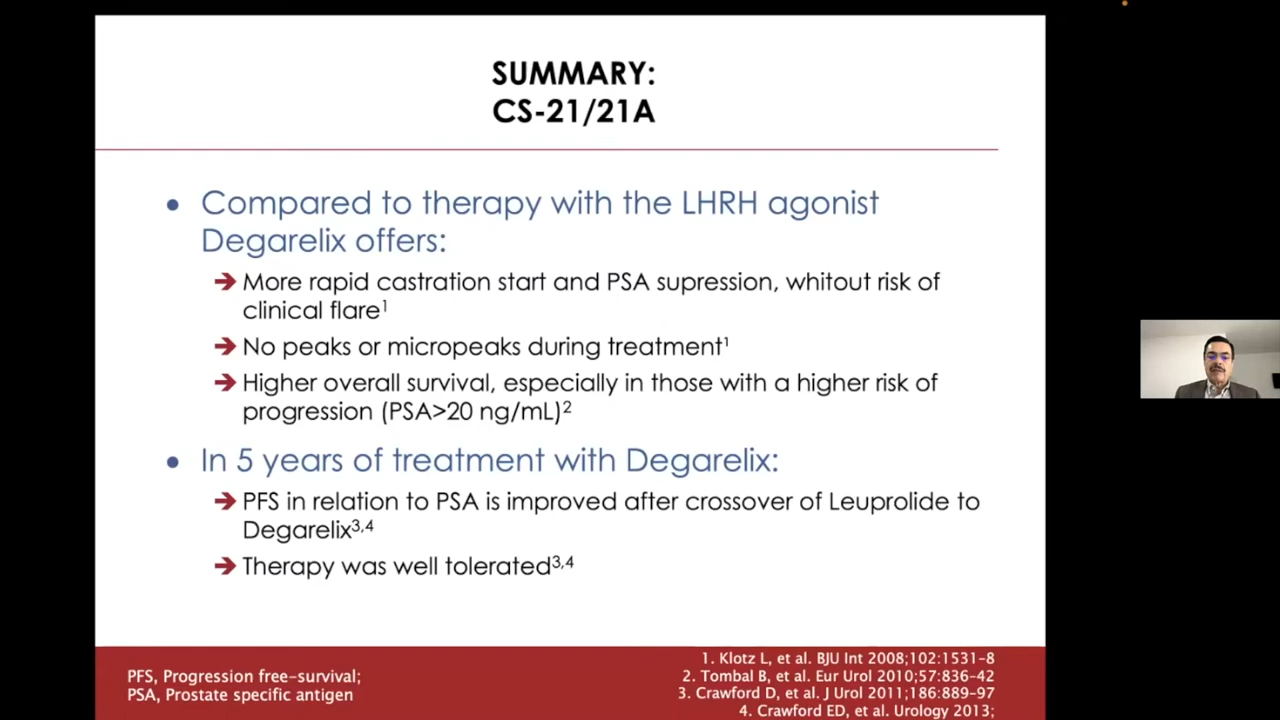 SUMMARY:
CS-21/21A
• Compared to therapy with the LHRH agonist
Degarelix offers:
➔ More rapid castration start and PSA supression, whitout risk of
clinical flare¹
➔ No peaks or micropeaks during treatment¹
➔ Higher overall survival, especially in those with a higher risk of
progression (PSA>20 ng/mL)²
• In 5 years of treatment with Degarelix:
➔ PFS in relation to PSA is improved after crossover of Leuprolide to
Degarelix³,⁴
➔ Therapy was well tolerated³,⁴
PFS, Progression free-survival;
PSA, Prostate specific antigen
1. Klotz L, et al. BJU Int 2008;102:1531-8
2. Tombal B, et al. Eur Urol 2010;57:836-42
3. Crawford D, et al. J Urol 2011;186:889-97
4. Crawford ED, et al. Urology 2013;